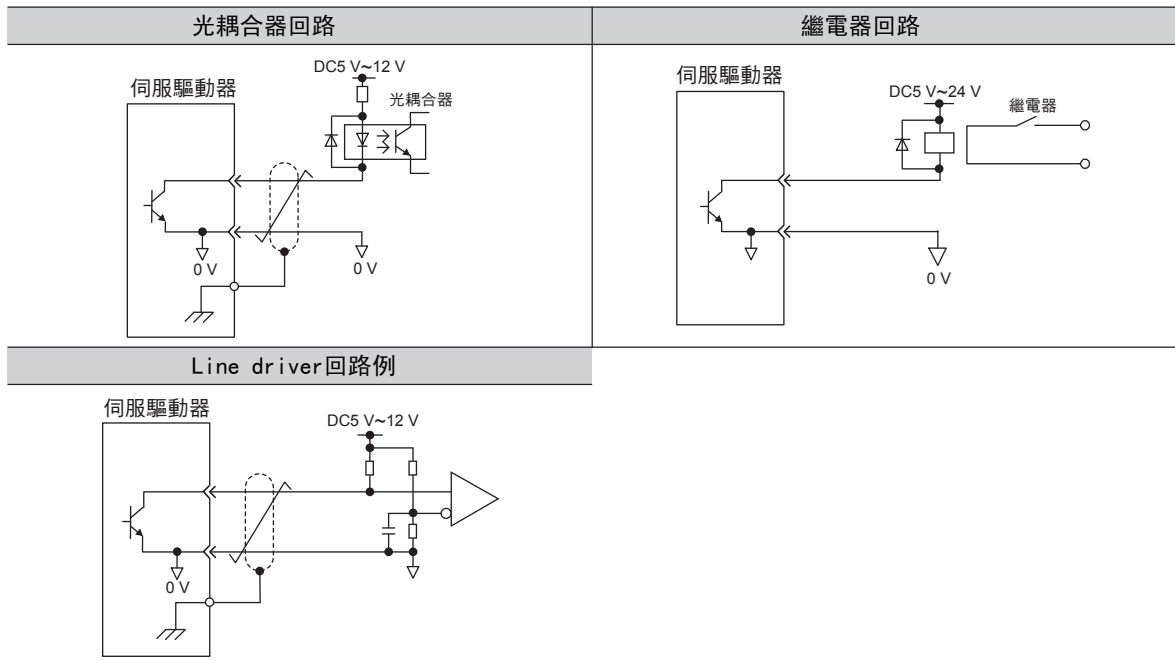 光耦合器回路
繼電器回路
伺服驅動器
DC5 V~12 V
光耦合器
0 V
0 V
伺服驅動器
DC5 V~24 V
繼電器
0 V
Line driver回路例
伺服驅動器
DC5 V~12 V
0 V